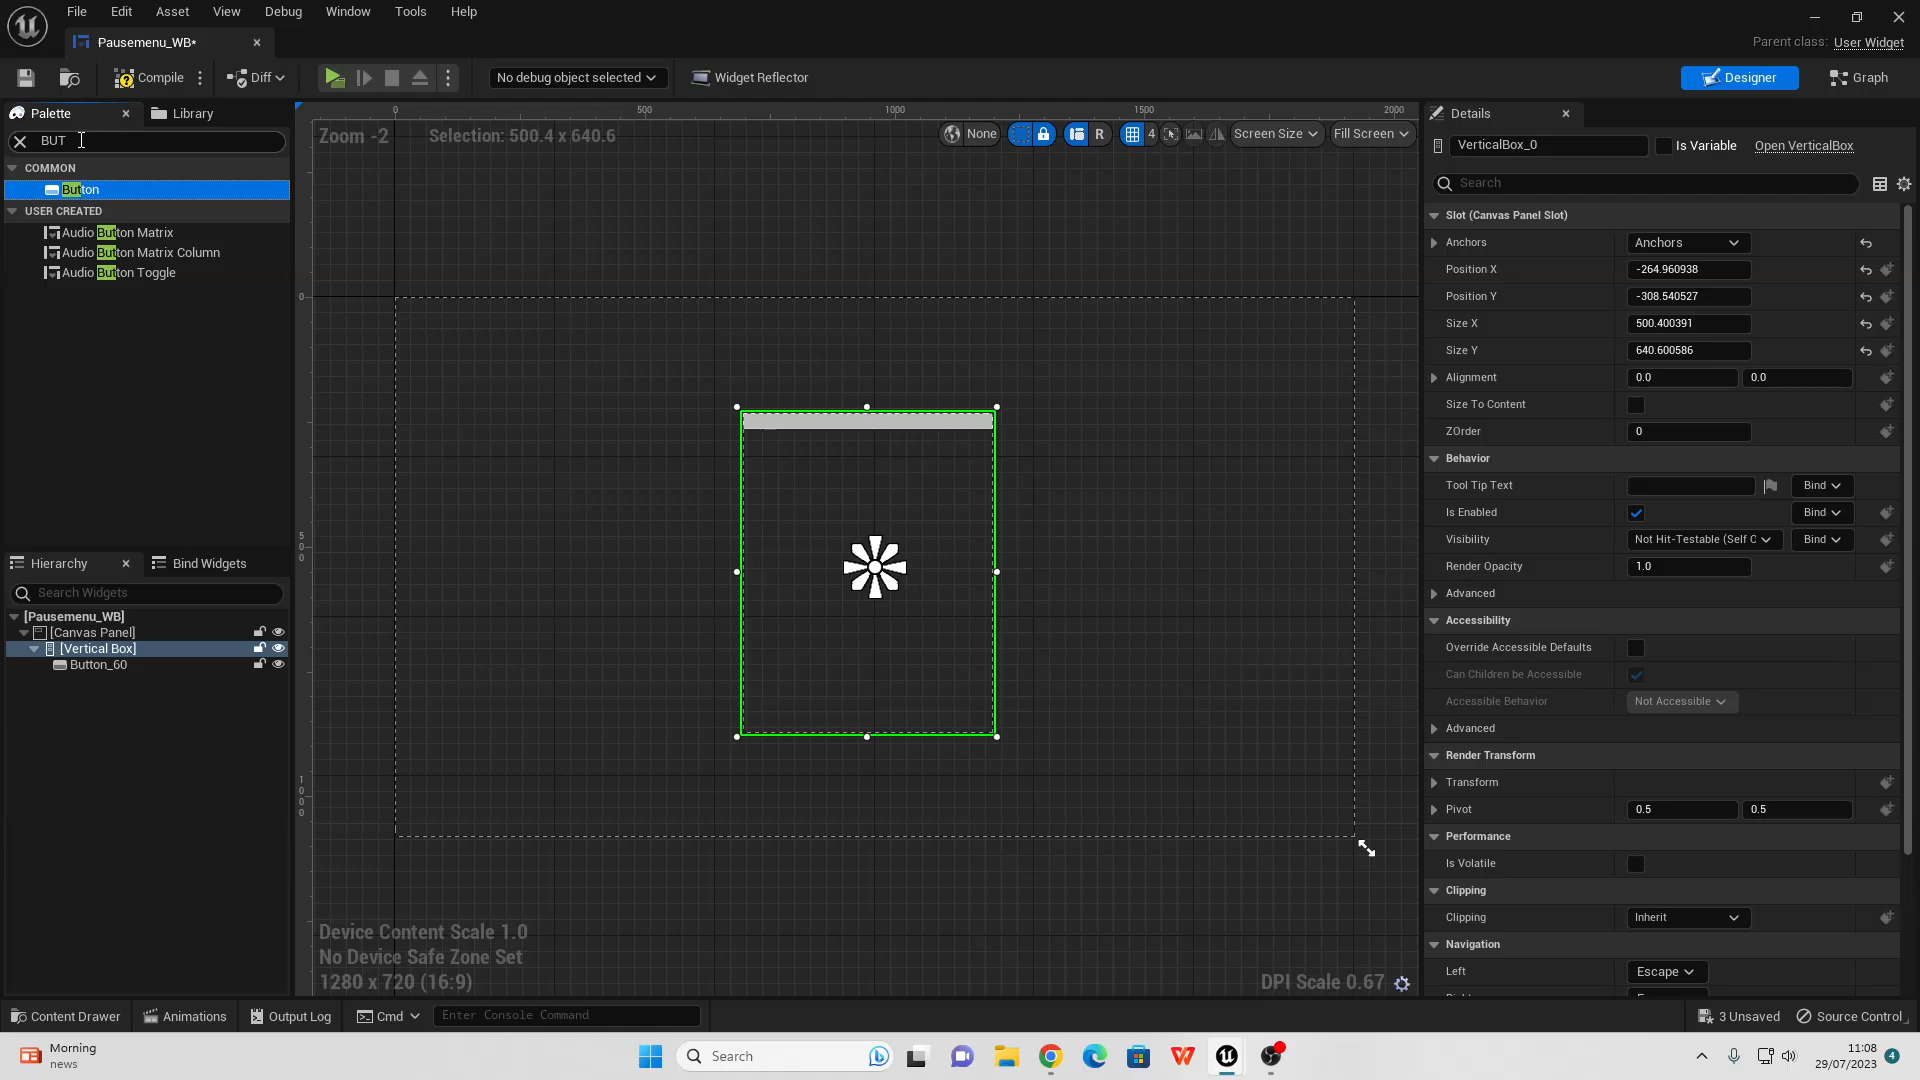 File Edit Asset View Debug Window Tools Help
Pausemenu_WB*
Parent class: User Widget
Compile Diff No debug object selected Widget Reflector Designer Graph
Palette Library
BUT
COMMON
Button
USER CREATED
Audio Button Matrix
Audio Button Matrix Column
Audio Button Toggle
Hierarchy Bind Widgets
Search Widgets
[Pausemenu_WB]
[Canvas Panel]
[Vertical Box]
Button_60
0 500 1000 1500 2000
Zoom -2 Selection: 500.4 x 640.6
None R 4 Screen Size Fill Screen
0
5
0
0
1
0
0
0
Device Content Scale 1.0
No Device Safe Zone Set
1280 x 720 (16:9)
DPI Scale 0.67
Details
VerticalBox_0 Is Variable Open VerticalBox
Search
Slot (Canvas Panel Slot)
Anchors Anchors
Position X -264.960938
Position Y -308.540527
Size X 500.400391
Size Y 640.600586
Alignment 0.0 0.0
Size To Content
ZOrder 0
Behavior
Tool Tip Text Bind
Is Enabled Bind
Visibility Not Hit-Testable (Self C Bind
Render Opacity 1.0
Advanced
Accessibility
Override Accessible Defaults
Can Children be Accessible
Accessible Behavior Not Accessible
Advanced
Render Transform
Transform
Pivot 0.5 0.5
Performance
Is Volatile
Clipping
Clipping Inherit
Navigation
Left Escape
Content Drawer Animations Output Log Cmd Enter Console Command 3 Unsaved Source Control
Morning
news
Search
11:08
29/07/2023
4